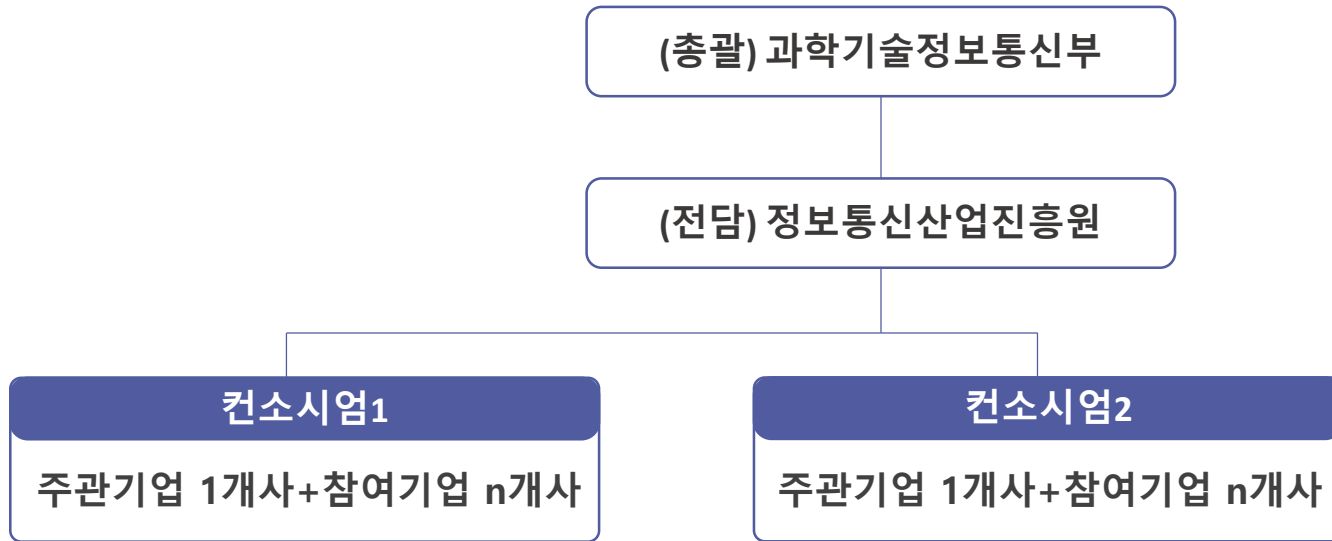 (총괄) 과학기술정보통신부
(전담) 정보통신산업진흥원
컨소시엄1
주관기업 1개사+참여기업 n개사
컨소시엄2
주관기업 1개사+참여기업 n개사